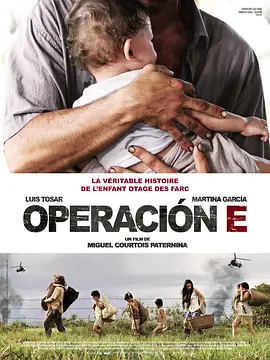 LA VÉRITABLE HISTOIRE
DE L'ENFANT OTAGE DES FARC
LUIS TOSAR
MARTINA GARCÍA
OPERACIÓN E
UN FILM DE
MIGUEL COURTOIS PATERNINA